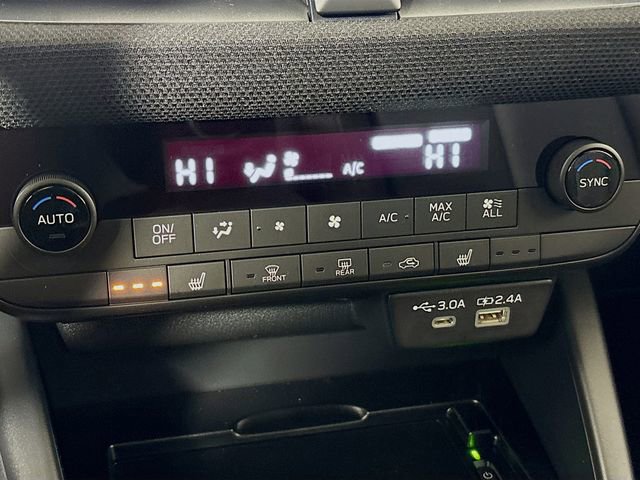 HI A/C HI
AUTO SYNC
ON/OFF A/C MAX A/C ALL
FRONT REAR
3.0A 2.4A